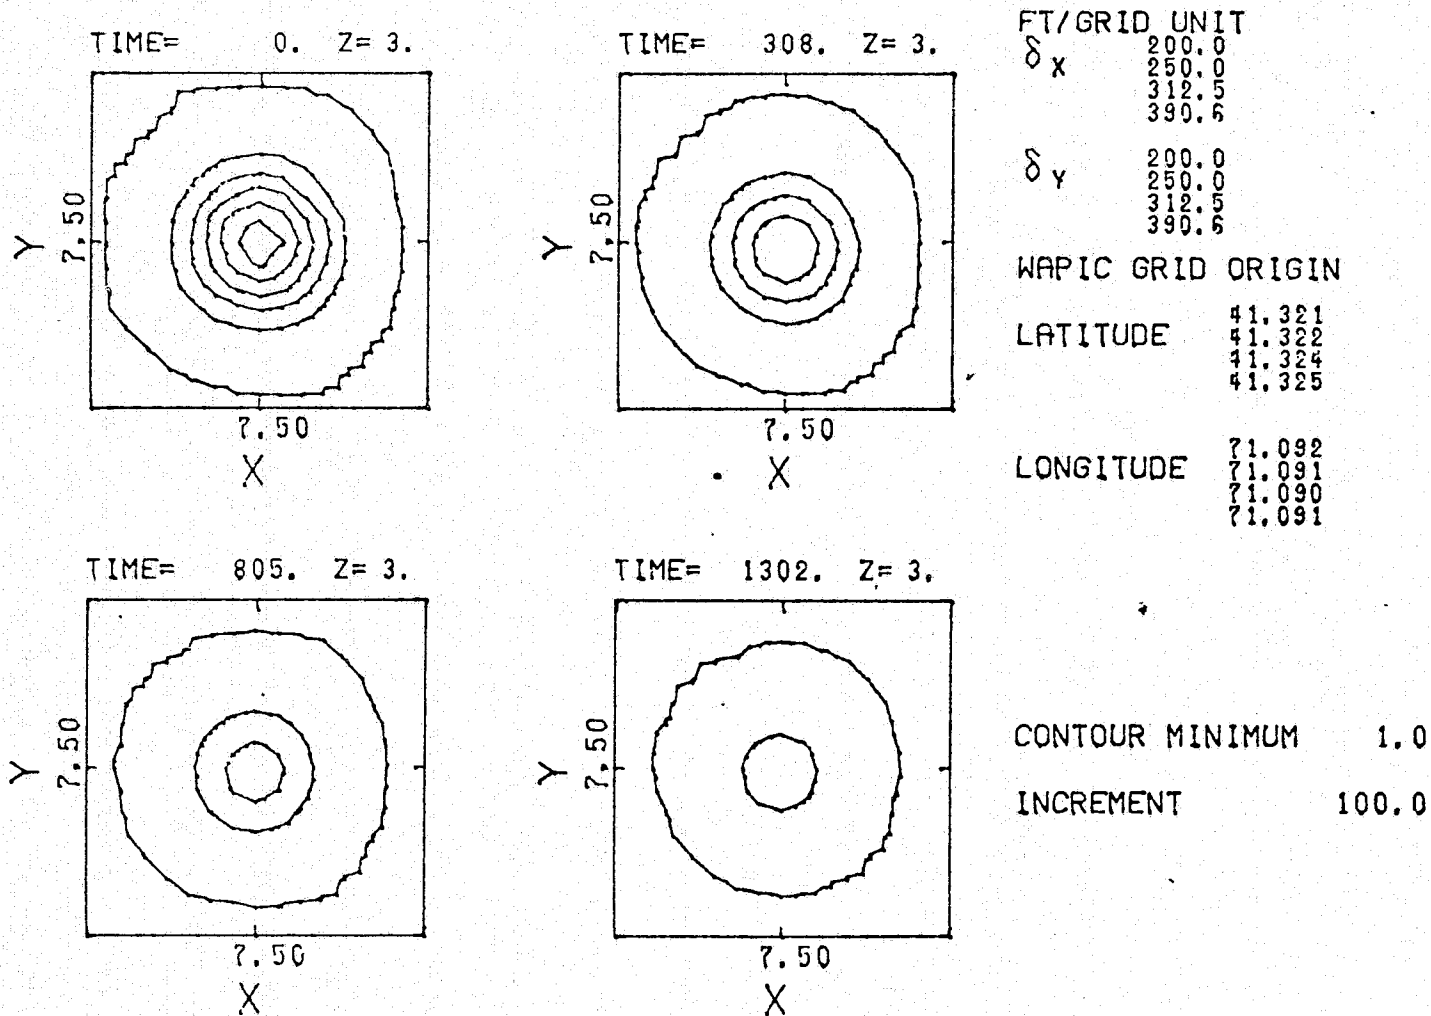 TIME= 0. Z= 3.
7.50
Y
7.50
X
TIME= 308. Z= 3.
7.50
Y
7.50
X
FT/GRID UNIT
δ X 200.0
250.0
312.5
390.6
δ Y 200.0
250.0
312.5
390.6
WAPIC GRID ORIGIN
LATITUDE 41.321
41.322
41.324
41.325
LONGITUDE 71.092
71.091
71.090
71.091
TIME= 805. Z= 3.
7.50
Y
7.50
X
TIME= 1302. Z= 3.
7.50
Y
7.50
X
CONTOUR MINIMUM 1.0
INCREMENT 100.0